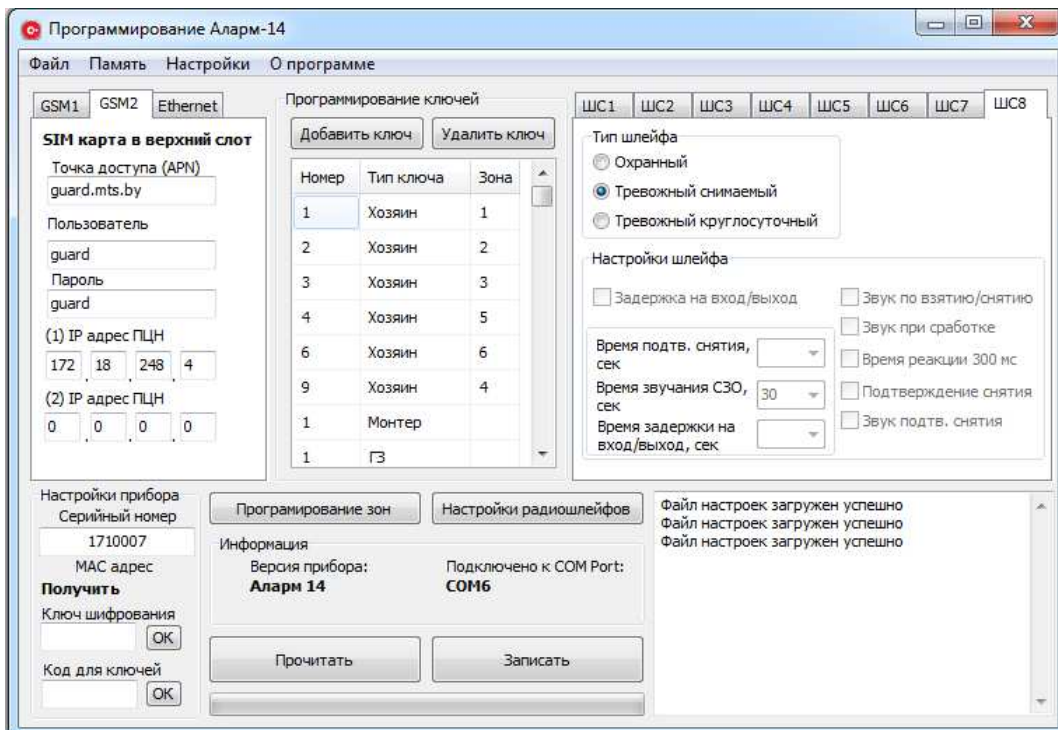 Программирование Аларм-14
Файл Память Настройки О программе
GSM1 GSM2 Ethernet
SIM карта в верхний слот
Точка доступа (APN)
guard.mts.by
Пользователь
guard
Пароль
guard
(1) IP адрес ПЦН
172 . 18 . 248 . 4
(2) IP адрес ПЦН
0 . 0 . 0 . 0
Программирование ключей
Добавить ключ Удалить ключ
Номер Тип ключа Зона
1 Хозяин 1
2 Хозяин 2
3 Хозяин 3
4 Хозяин 5
6 Хозяин 6
9 Хозяин 4
1 Монтер
1 ГЗ
ШС1 ШС2 ШС3 ШС4 ШС5 ШС6 ШС7 ШС8
Тип шлейфа
Охранный
Тревожный снимаемый
Тревожный круглосуточный
Настройки шлейфа
Задержка на вход/выход
Время подтв. снятия,
сек
Время звучания СЗО,
сек
30
Время задержки на
вход/выход, сек
Звук по взятию/снятию
Звук при сработке
Время реакции 300 мс
Подтверждение снятия
Звук подтв. снятия
Настройки прибора
Серийный номер
1710007
MAC адрес
Получить
Ключ шифрования
OK
Код для ключей
OK
Програмирование зон Настройки радиошлейфов
Информация
Версия прибора: Подключено к COM Port:
Аларм 14 COM6
Прочитать Записать
Файл настроек загружен успешно
Файл настроек загружен успешно
Файл настроек загружен успешно